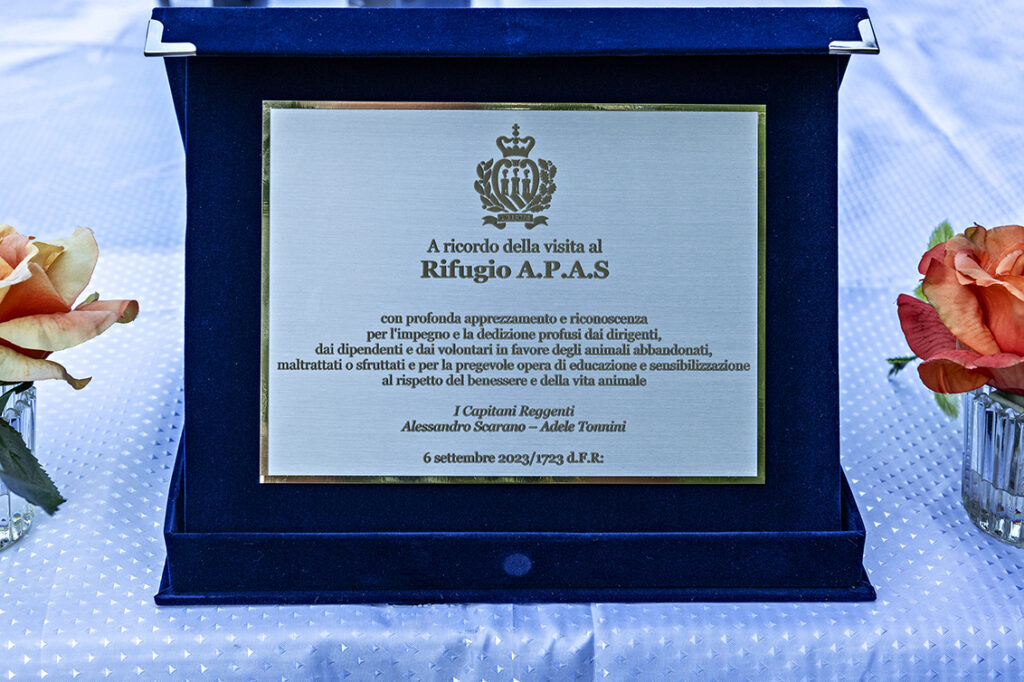 A ricordo della visita al
Rifugio A.P.A.S
con profonda apprezzamento e riconoscenza
per l'impegno e la dedizione profusi dai dirigenti,
dai dipendenti e dai volontari in favore degli animali abbandonati,
maltrattati o sfruttati e per la pregevole opera di educazione e sensibilizzazione
al rispetto del benessere e della vita animale
I Capitani Reggenti
Alessandro Scarano – Adele Tonnini
6 settembre 2023/1723 d.F.R: